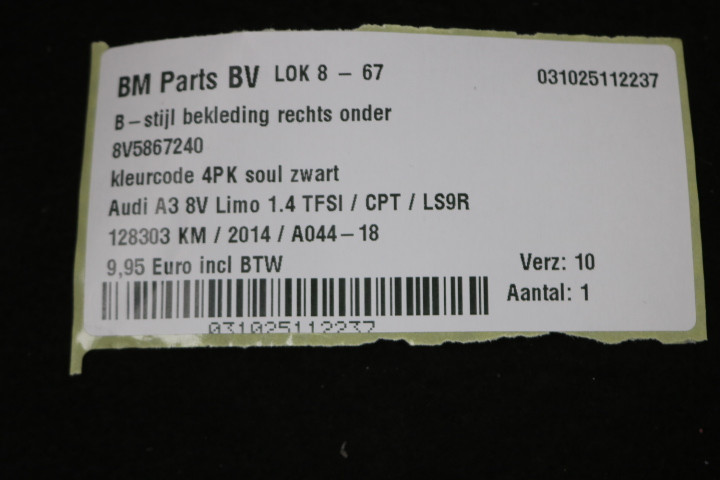 BM Parts BV LOK 8 - 67 031025112237
B-stijl bekleding rechts onder
8V5867240
kleurcode 4PK soul zwart
Audi A3 8V Limo 1.4 TFSI / CPT / LS9R
128303 KM / 2014 / A044-18
9,95 Euro incl BTW Verz: 10
Aantal: 1
031025112237